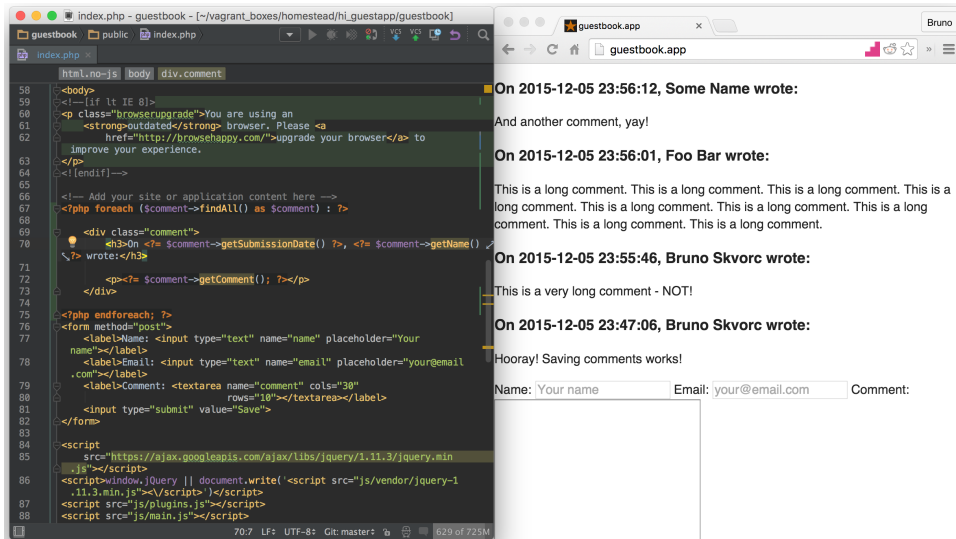 index.php - guestbook - [~/vagrant_boxes/homestead/hi_guestapp/guestbook]
guestbook public index.php
VCS VCS
index.php
html.no-js body div.comment
58 <body>
59 <!--[if lt IE 8]>
60 <p class="browserupgrade">You are using an
61 <strong>outdated</strong> browser. Please <a
62 href="http://browsehappy.com/">upgrade your browser</a> to
improve your experience.
63 </p>
64 <![endif]-->
65
66 <!-- Add your site or application content here -->
67 <?php foreach ($comment->findAll() as $comment) : ?>
68
69 <div class="comment">
70 <h3>On <?= $comment->getSubmissionDate() ?>, <?= $comment->getName()
?> wrote:</h3>
71
72 <p><?= $comment->getComment(); ?></p>
73 </div>
74
75 <?php endforeach; ?>
76 <form method="post">
77 <label>Name: <input type="text" name="name" placeholder="Your
name"></label>
78 <label>Email: <input type="text" name="email" placeholder="your@email
.com"></label>
79 <label>Comment: <textarea name="comment" cols="30"
80 rows="10"></textarea></label>
81 <input type="submit" value="Save">
82 </form>
83
84 <script
85 src="https://ajax.googleapis.com/ajax/libs/jquery/1.11.3/jquery.min
.js"></script>
86 <script>window.jQuery || document.write('<script src="js/vendor/jquery-1
.11.3.min.js"><\/script>')</script>
87 <script src="js/plugins.js"></script>
88 <script src="js/main.js"></script>
70:7 LF UTF-8 Git: master 629 of 725M
guestbook.app
Bruno
guestbook.app
On 2015-12-05 23:56:12, Some Name wrote:
And another comment, yay!
On 2015-12-05 23:56:01, Foo Bar wrote:
This is a long comment. This is a long comment. This is a long comment. This is a
long comment. This is a long comment. This is a long comment. This is a long
comment. This is a long comment. This is a long comment.
On 2015-12-05 23:55:46, Bruno Skvorc wrote:
This is a very long comment - NOT!
On 2015-12-05 23:47:06, Bruno Skvorc wrote:
Hooray! Saving comments works!
Name: Your name Email: your@email.com Comment: